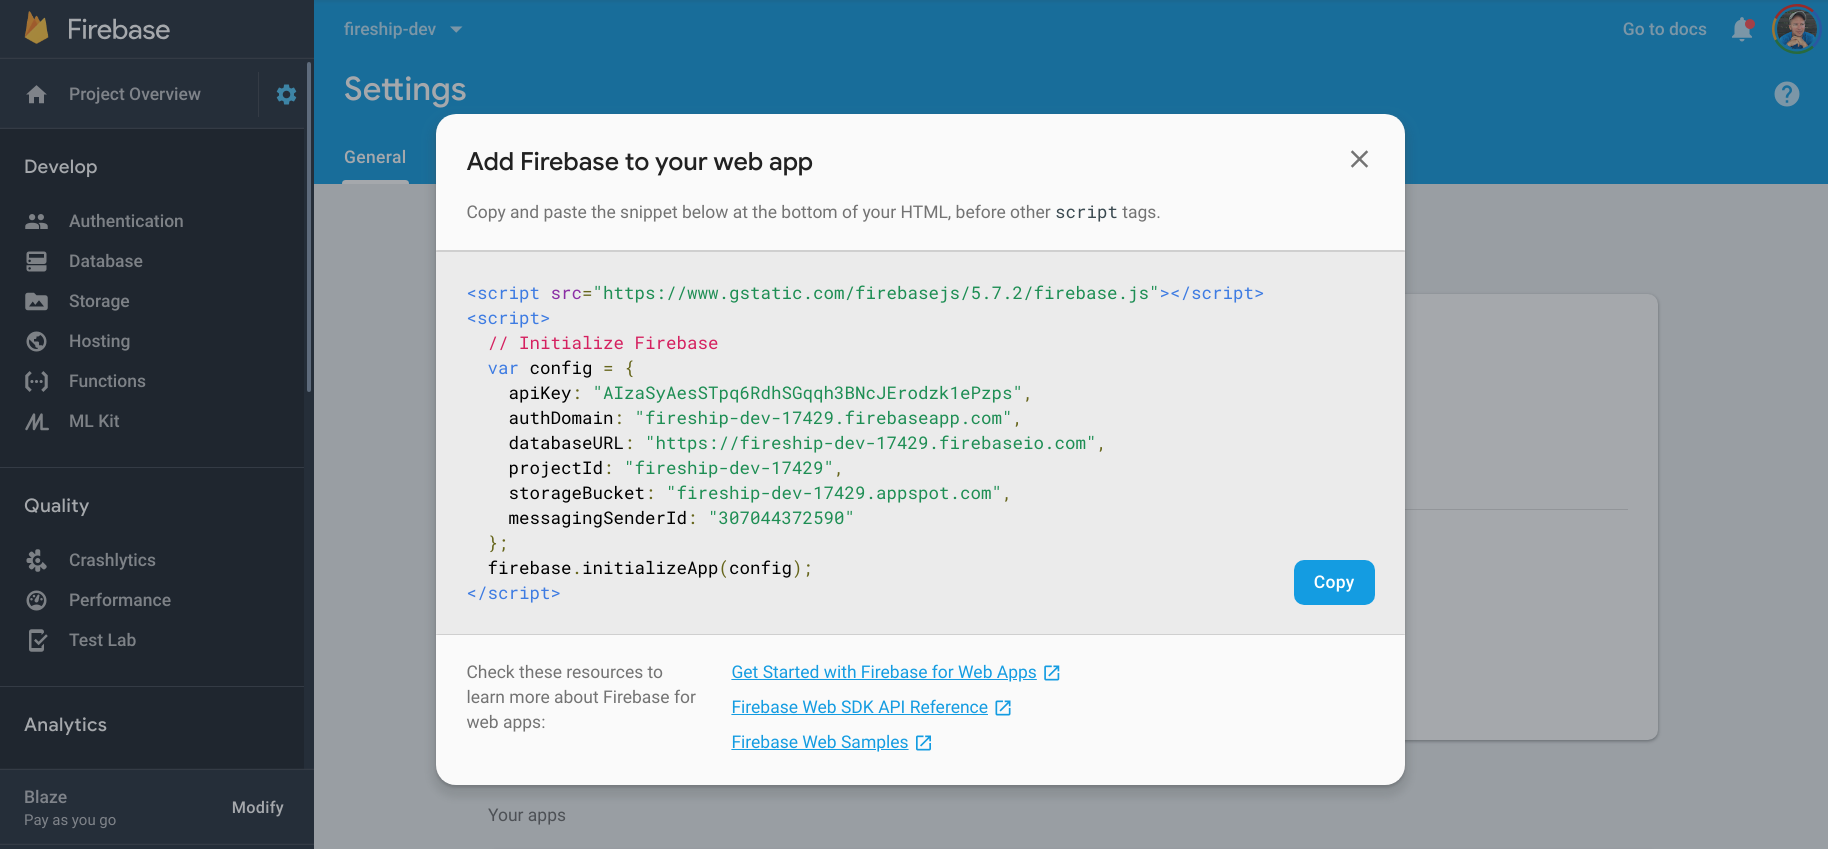 Firebase
fireship-dev
Go to docs
Project Overview
Settings
General
Develop
Authentication
Database
Storage
Hosting
Functions
ML Kit
Quality
Crashlytics
Performance
Test Lab
Analytics
Blaze
Pay as you go
Modify
Add Firebase to your web app
Copy and paste the snippet below at the bottom of your HTML, before other script tags.
<script src="https://www.gstatic.com/firebasejs/5.7.2/firebase.js"></script>
<script>
  // Initialize Firebase
  var config = {
    apiKey: "AIzaSyAesSTpq6RdhSGqqh3BNcJErodzk1ePzps",
    authDomain: "fireship-dev-17429.firebaseapp.com",
    databaseURL: "https://fireship-dev-17429.firebaseio.com",
    projectId: "fireship-dev-17429",
    storageBucket: "fireship-dev-17429.appspot.com",
    messagingSenderId: "307044372590"
  };
  firebase.initializeApp(config);
</script>
Copy
Check these resources to
learn more about Firebase for
web apps:
Get Started with Firebase for Web Apps
Firebase Web SDK API Reference
Firebase Web Samples
Your apps